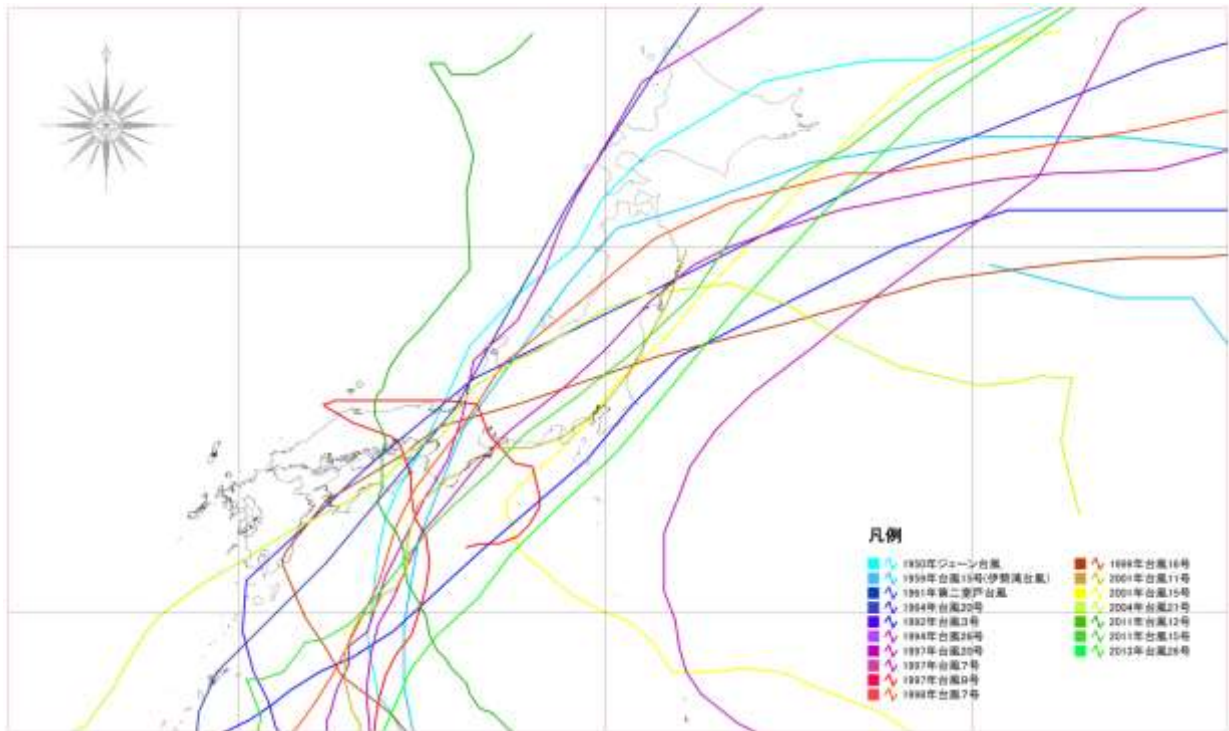 凡例
1950年ジェーン台風
1959年台風15号(伊勢湾台風)
1961年第二室戸台風
1964年台風20号
1982年台風3号
1994年台風26号
1997年台風20号
1997年台風7号
1997年台風9号
1998年台風7号
1999年台風16号
2001年台風11号
2001年台風15号
2004年台風21号
2011年台風12号
2011年台風15号
2013年台風26号